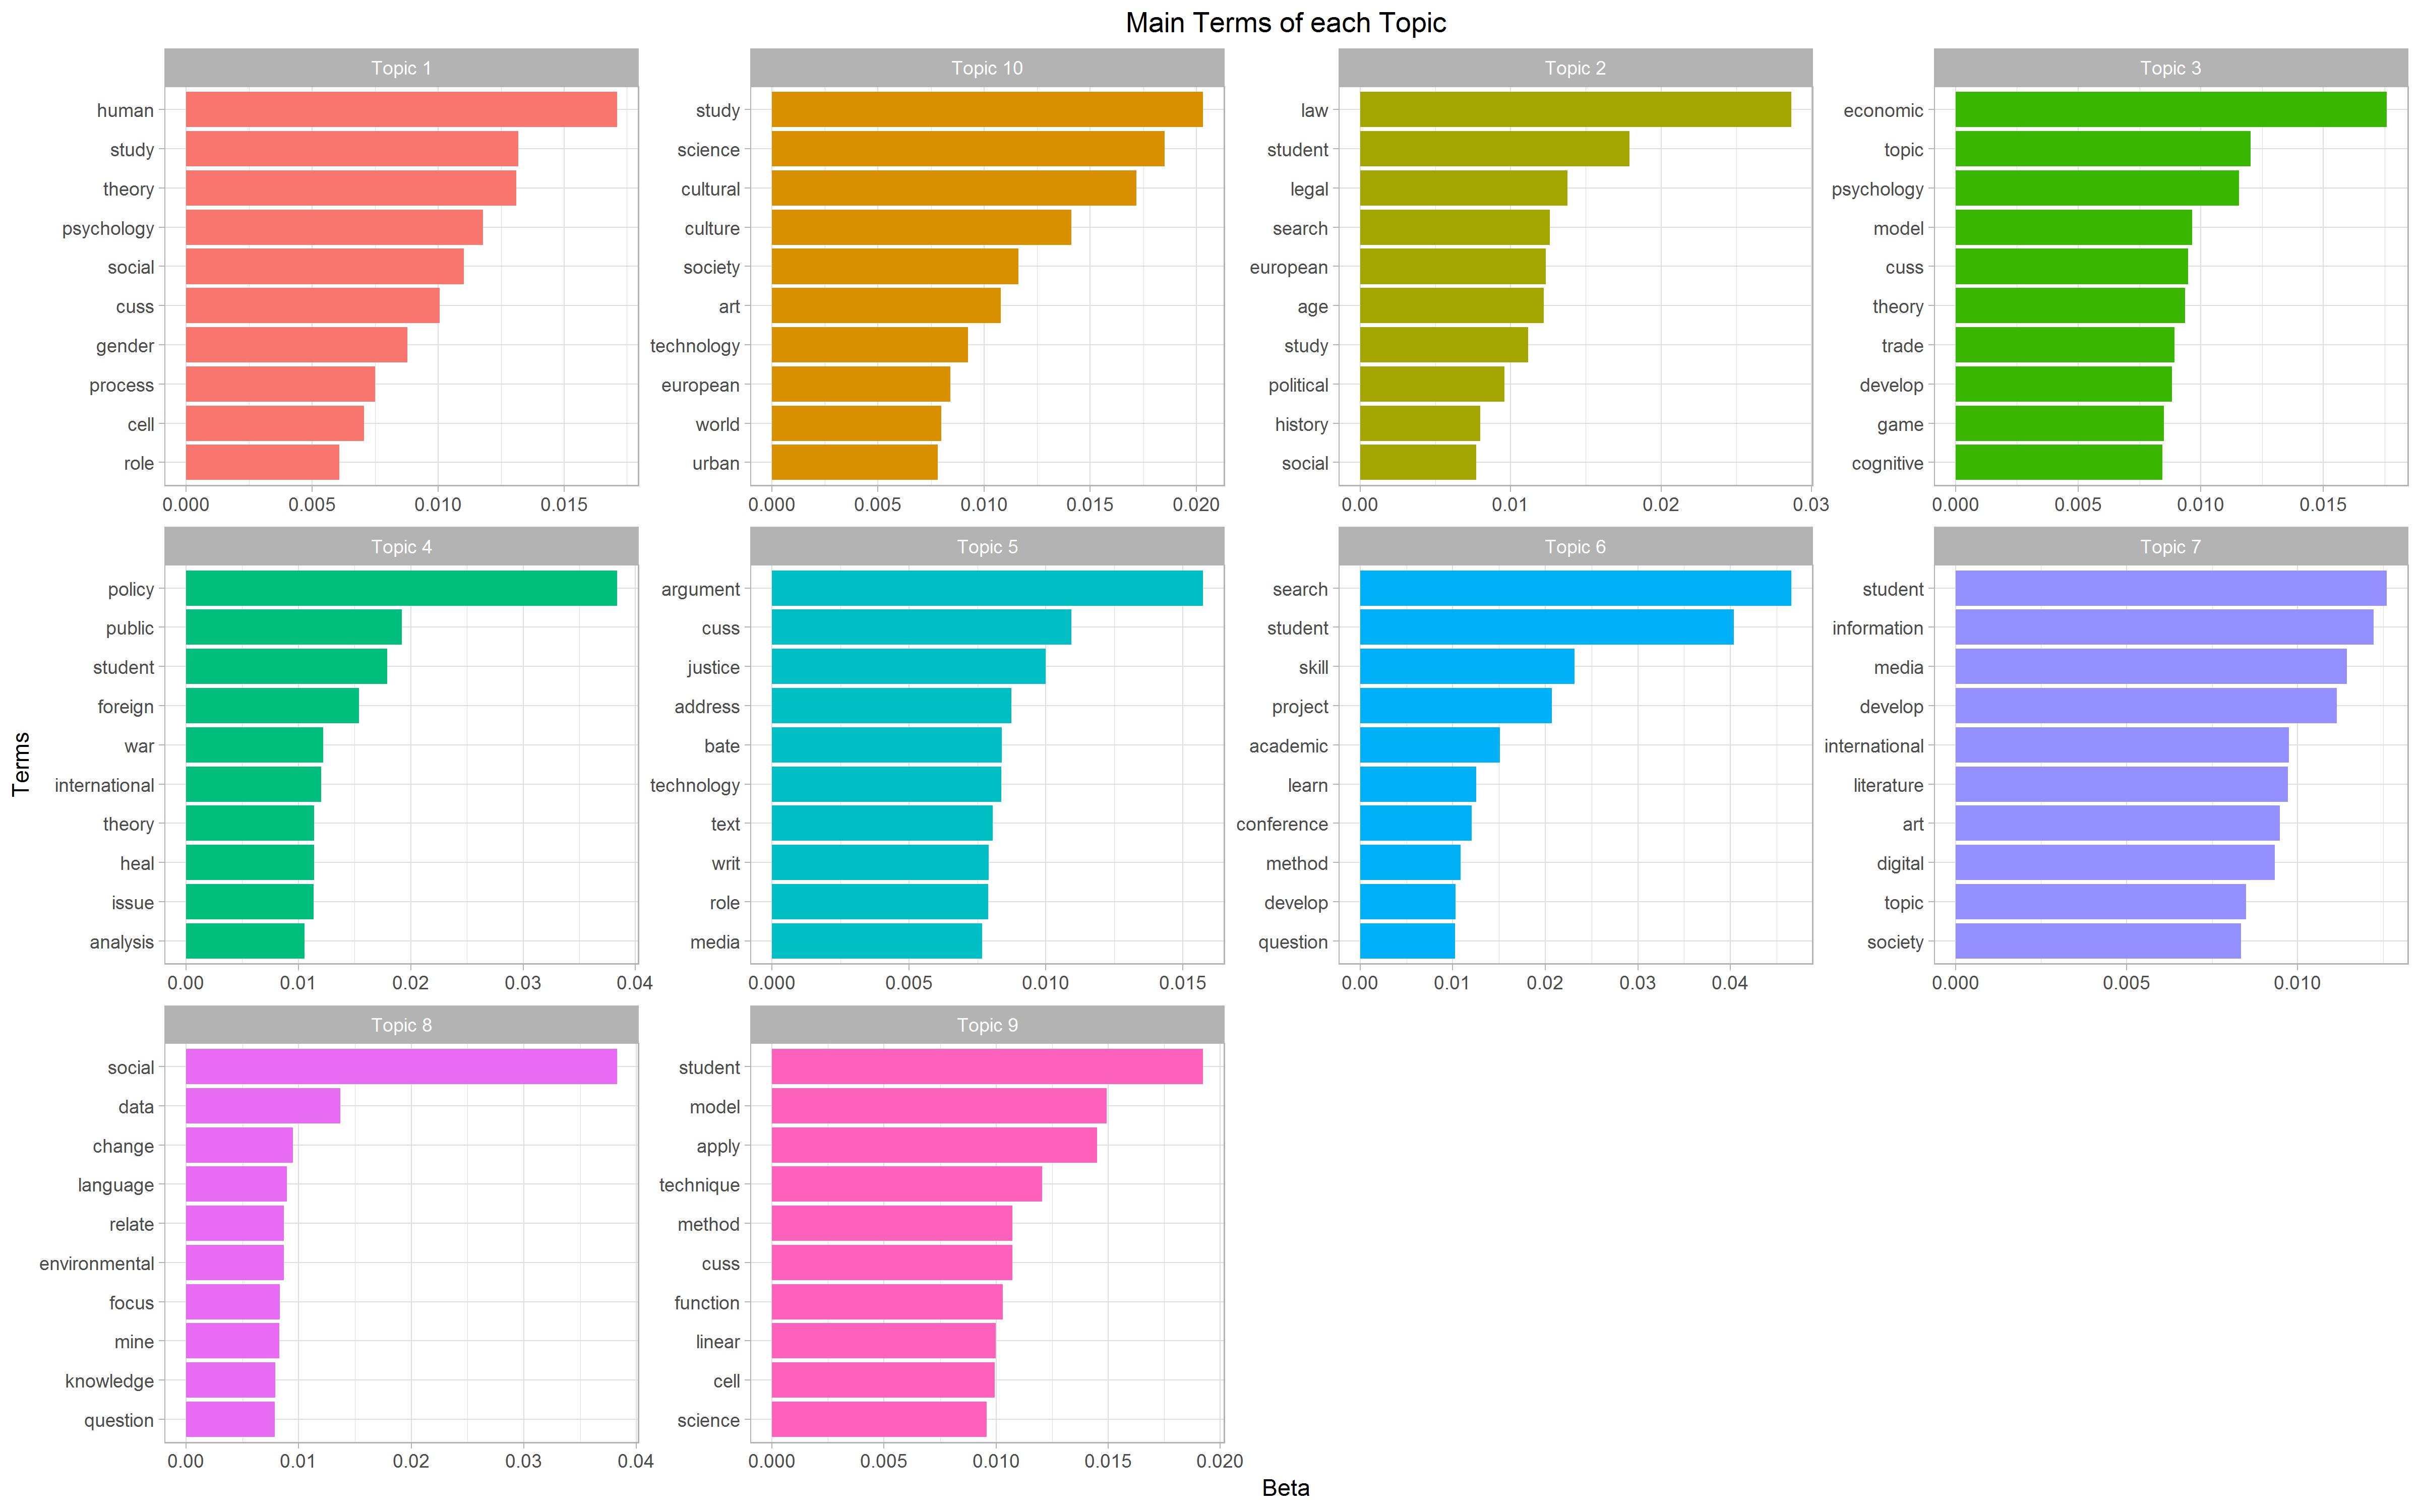 Main Terms of each Topic
Topic 1
human
study
theory
psychology
social
cuss
gender
process
cell
role
0.000 0.005 0.010 0.015
Topic 10
study
science
cultural
culture
society
art
technology
european
world
urban
0.000 0.005 0.010 0.015 0.020
Topic 2
law
student
legal
search
european
age
study
political
history
social
0.00 0.01 0.02 0.03
Topic 3
economic
topic
psychology
model
cuss
theory
trade
develop
game
cognitive
0.000 0.005 0.010 0.015
Terms
Topic 4
policy
public
student
foreign
war
international
theory
heal
issue
analysis
0.00 0.01 0.02 0.03 0.04
Topic 5
argument
cuss
justice
address
bate
technology
text
writ
role
media
0.000 0.005 0.010 0.015
Topic 6
search
student
skill
project
academic
learn
conference
method
develop
question
0.00 0.01 0.02 0.03 0.04
Topic 7
student
information
media
develop
international
literature
art
digital
topic
society
0.000 0.005 0.010
Topic 8
social
data
change
language
relate
environmental
focus
mine
knowledge
question
0.00 0.01 0.02 0.03 0.04
Topic 9
student
model
apply
technique
method
cuss
function
linear
cell
science
0.000 0.005 0.010 0.015 0.020
Beta